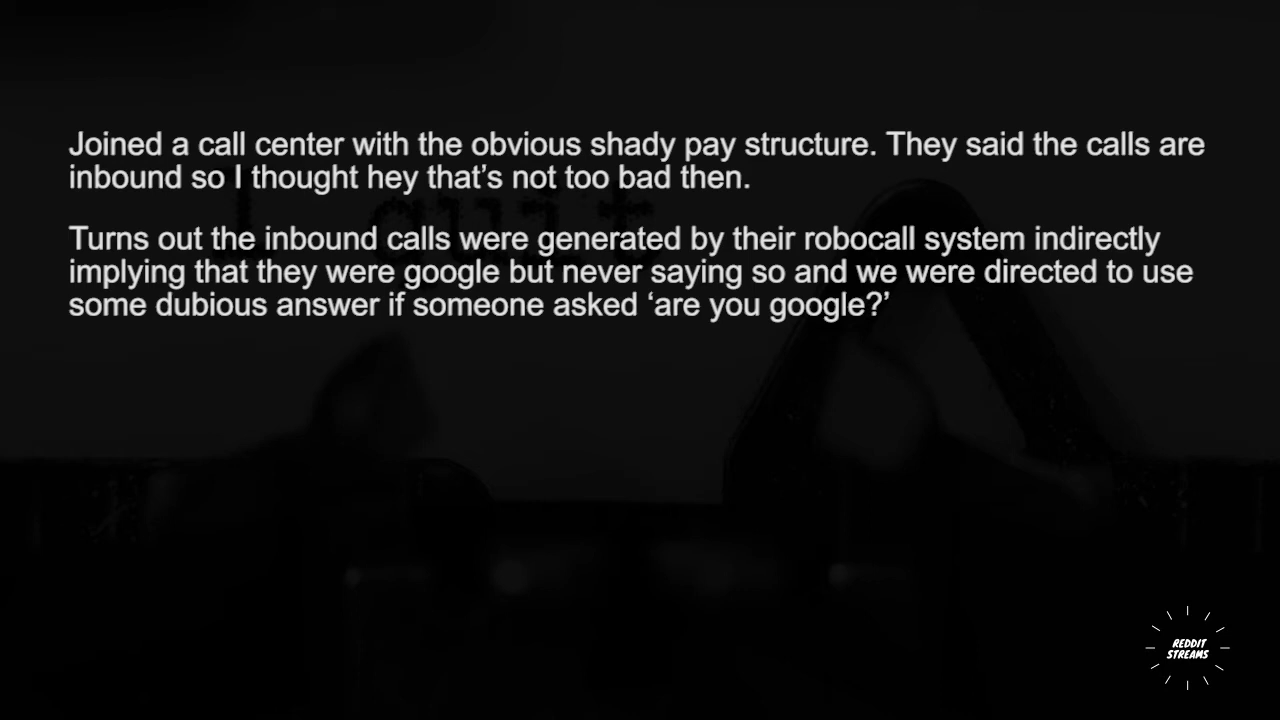 Joined a call center with the obvious shady pay structure. They said the calls are
inbound so I thought hey that’s not too bad then.
I quit
Turns out the inbound calls were generated by their robocall system indirectly
implying that they were google but never saying so and we were directed to use
some dubious answer if someone asked ‘are you google?’
REDDIT
STREAMS